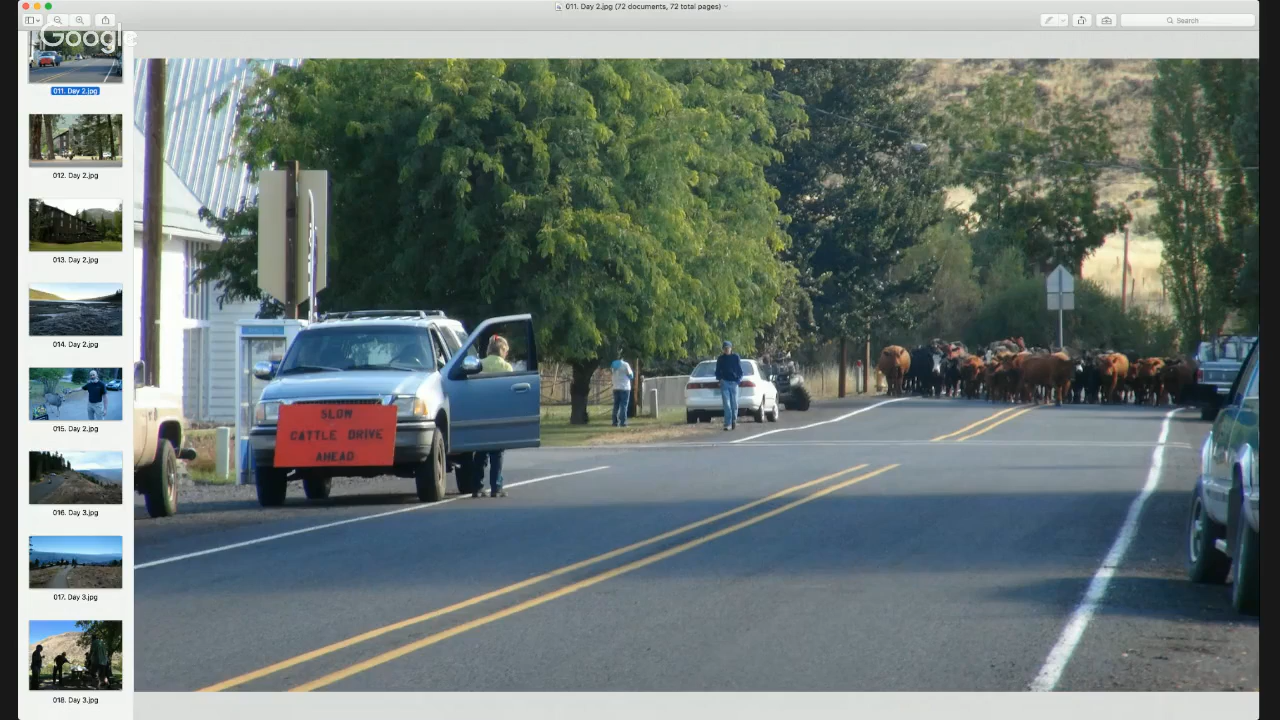 011. Day 2.jpg (72 documents, 72 total pages)
Search
Google
011. Day 2.jpg
012. Day 2.jpg
013. Day 2.jpg
014. Day 2.jpg
015. Day 2.jpg
016. Day 3.jpg
017. Day 3.jpg
018. Day 3.jpg
SLOW
CATTLE DRIVE
AHEAD